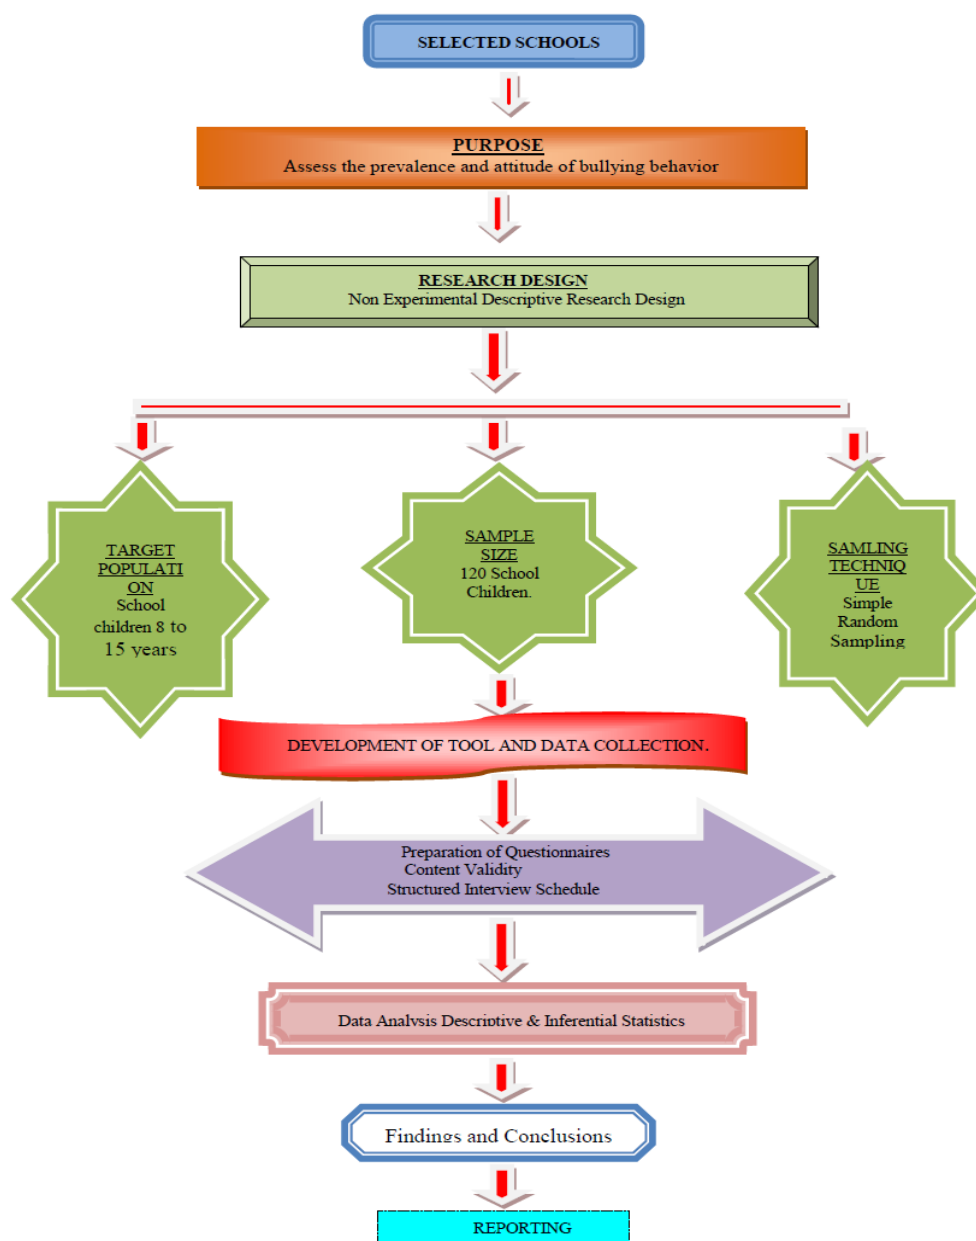 SELECTED SCHOOLS
PURPOSE
Assess the prevalence and attitude of bullying behavior
RESEARCH DESIGN
Non Experimental Descriptive Research Design
TARGET
POPULATI
ON
School
children 8 to
15 years
SAMPLE
SIZE
120 School
Children.
SAMLING
TECHNIQ
UE
Simple
Random
Sampling
DEVELOPMENT OF TOOL AND DATA COLLECTION.
Preparation of Questionnaires
Content Validity
Structured Interview Schedule
Data Analysis Descriptive & Inferential Statistics
Findings and Conclusions
REPORTING